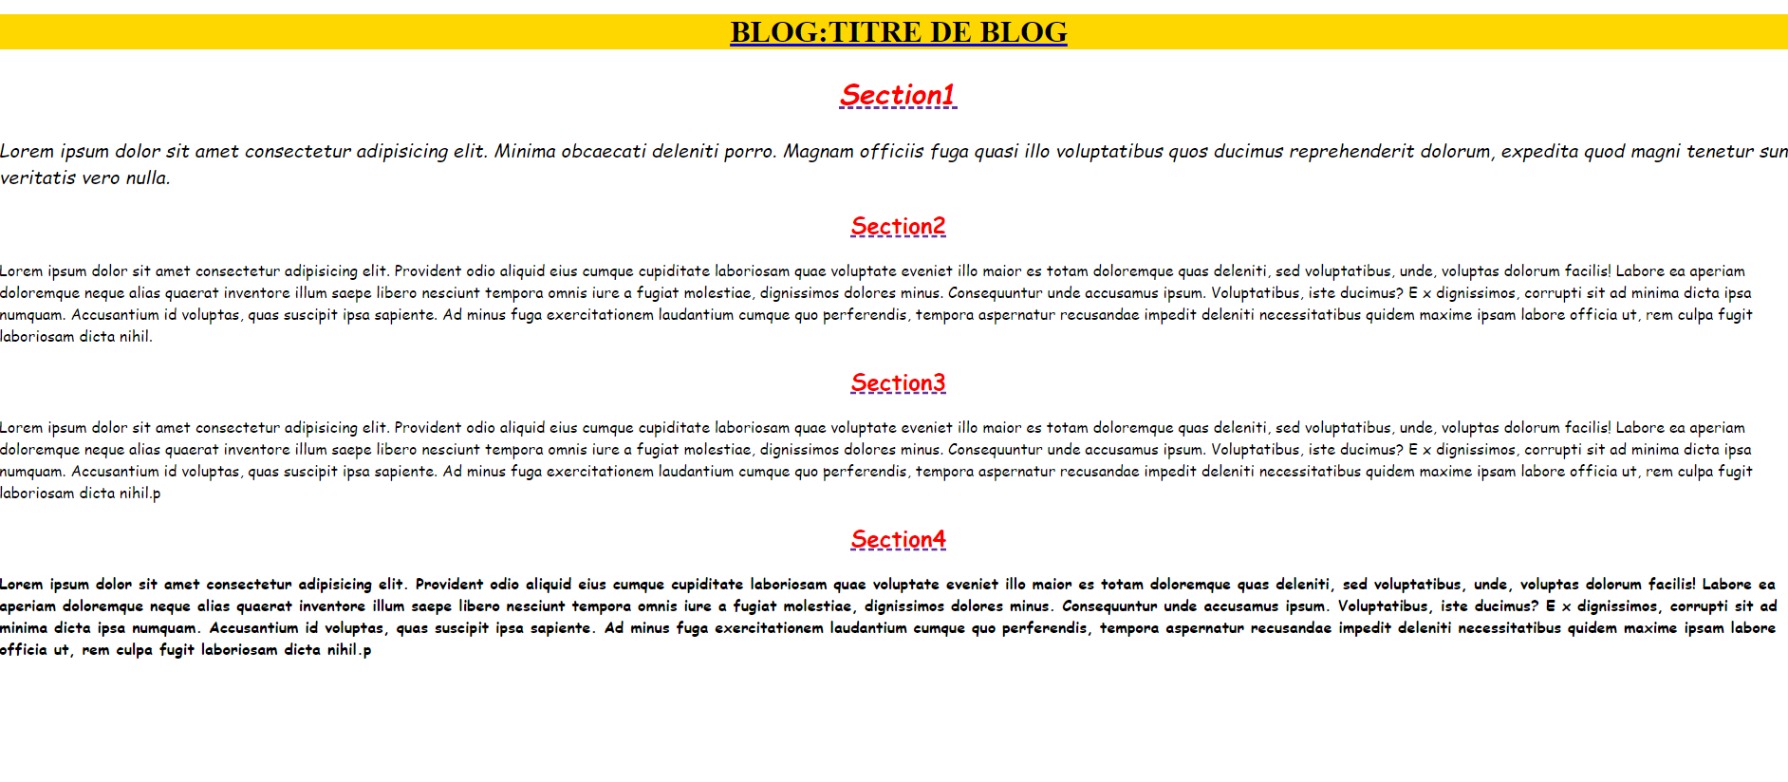 BLOG:TITRE DE BLOG
Section1
Lorem ipsum dolor sit amet consectetur adipisicing elit. Minima obcaecati deleniti porro. Magnam officiis fuga quasi illo voluptatibus quos ducimus reprehenderit dolorum, expedita quod magni tenetur
veritatis vero nulla.
Section2
Lorem ipsum dolor sit amet consectetur adipisicing elit. Provident odio aliquid eius cumque cupiditate laboriosam quae voluptate eveniet illo maior es totam doloremque quas deleniti, sed voluptatibus, unde, voluptas dolorum facilis! Labore ea aperiam
doloremque neque alias quaerat inventore illum saepe libero nesciunt tempora omnis iure a fugiat molestiae, dignissimos dolores minus. Consequuntur unde accusamus ipsum. Voluptatibus, iste ducimus? E x dignissimos, corrupti sit ad minima dicta ipsa
numquam. Accusantium id voluptas, quas suscipit ipsa sapiente. Ad minus fuga exercitationem laudantium cumque quo perferendis, tempora aspernatur recusandae impedit deleniti necessitatibus quidem maxime ipsam labore officia ut, rem culpa fugit
laboriosam dicta nihil.
Section3
Lorem ipsum dolor sit amet consectetur adipisicing elit. Provident odio aliquid eius cumque cupiditate laboriosam quae voluptate eveniet illo maior es totam doloremque quas deleniti, sed voluptatibus, unde, voluptas dolorum facilis! Labore ea aperiam
doloremque neque alias quaerat inventore illum saepe libero nesciunt tempora omnis iure a fugiat molestiae, dignissimos dolores minus. Consequuntur unde accusamus ipsum. Voluptatibus, iste ducimus? E x dignissimos, corrupti sit ad minima dicta ipsa
numquam. Accusantium id voluptas, quas suscipit ipsa sapiente. Ad minus fuga exercitationem laudantium cumque quo perferendis, tempora aspernatur recusandae impedit deleniti necessitatibus quidem maxime ipsam labore officia ut, rem culpa fugit
laboriosam dicta nihil.p
Section4
Lorem ipsum dolor sit amet consectetur adipisicing elit. Provident odio aliquid eius cumque cupiditate laboriosam quae voluptate eveniet illo maior es totam doloremque quas deleniti, sed voluptatibus, unde, voluptas dolorum facilis! Labore ea
aperiam doloremque neque alias quaerat inventore illum saepe libero nesciunt tempora omnis iure a fugiat molestiae, dignissimos dolores minus. Consequuntur unde accusamus ipsum. Voluptatibus, iste ducimus? E x dignissimos, corrupti sit ad
minima dicta ipsa numquam. Accusantium id voluptas, quas suscipit ipsa sapiente. Ad minus fuga exercitationem laudantium cumque quo perferendis, tempora aspernatur recusandae impedit deleniti necessitatibus quidem maxime ipsam labore
officia ut, rem culpa fugit laboriosam dicta nihil.p